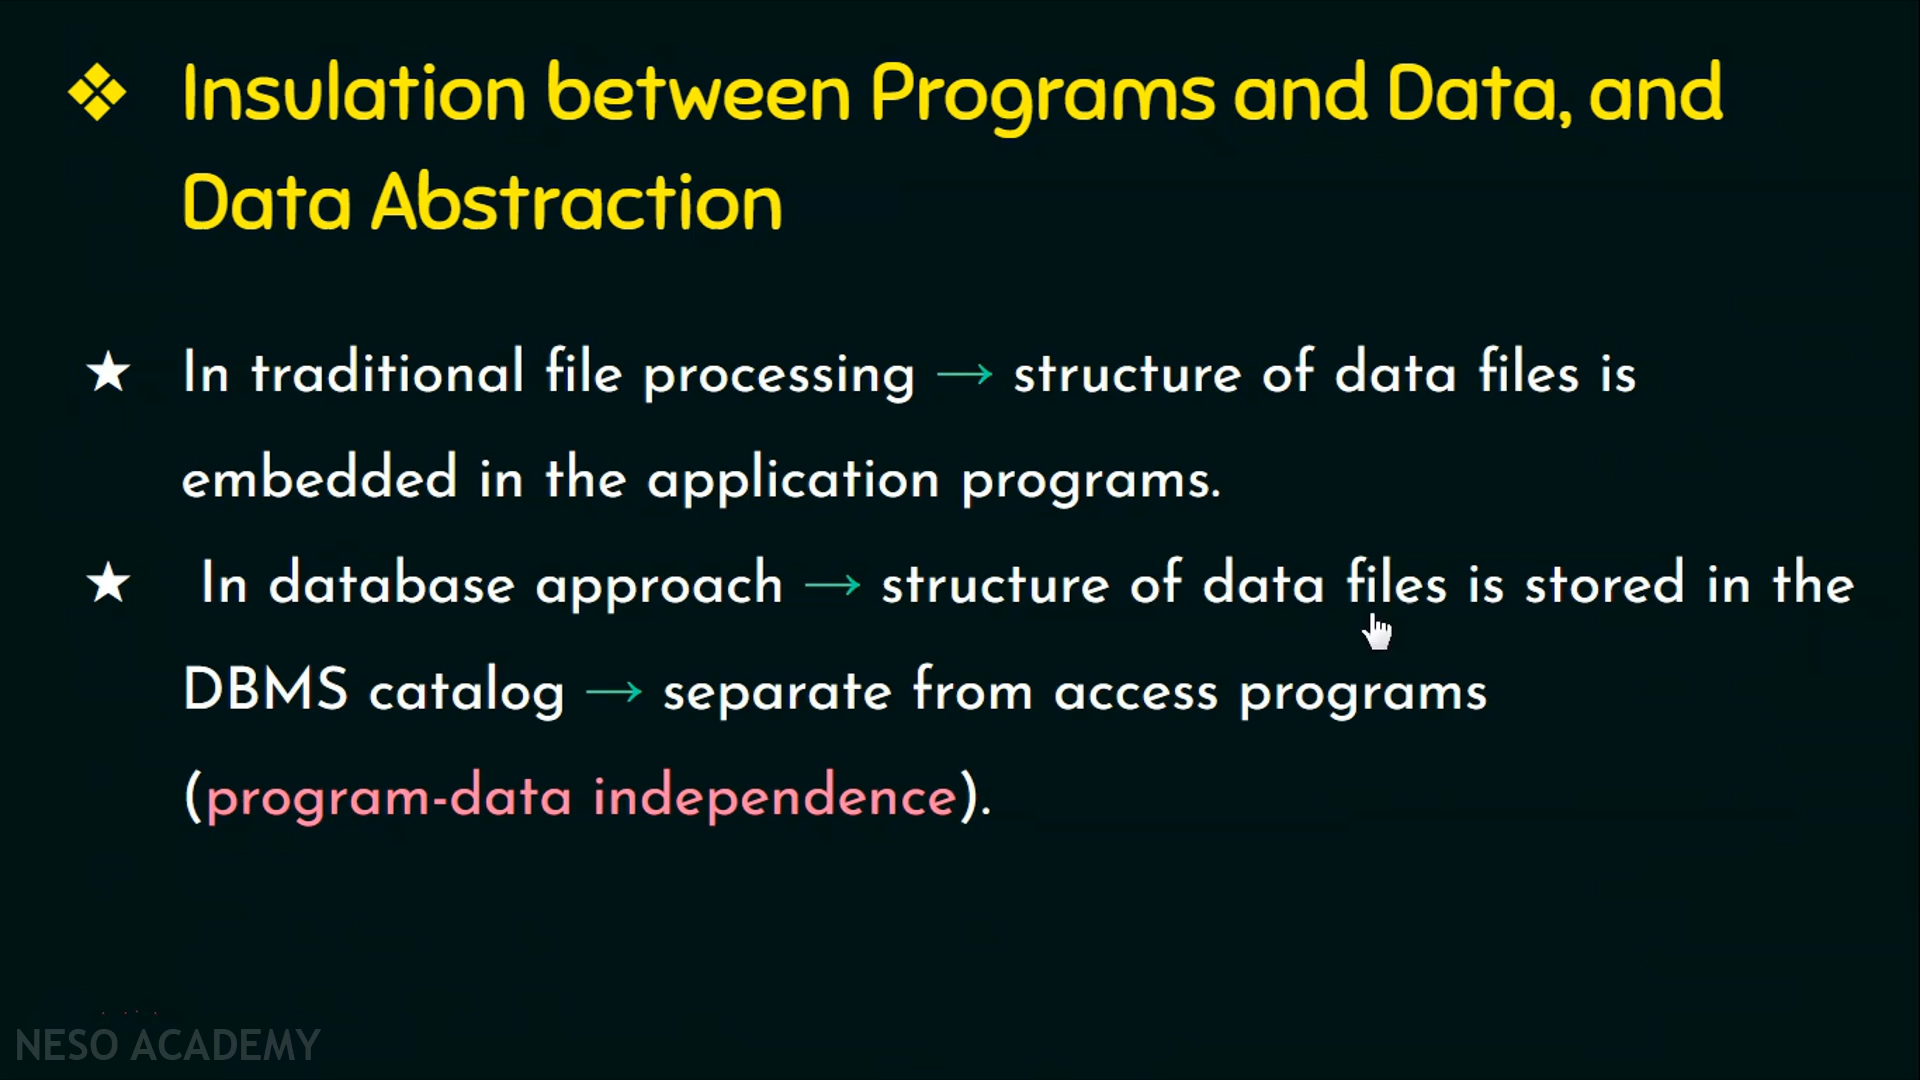 ❖ Insulation between Programs and Data, and
Data Abstraction
★ In traditional file processing → structure of data files is
embedded in the application programs.
★ In database approach → structure of data files is stored in the
DBMS catalog → separate from access programs
(program-data independence).
NESO ACADEMY